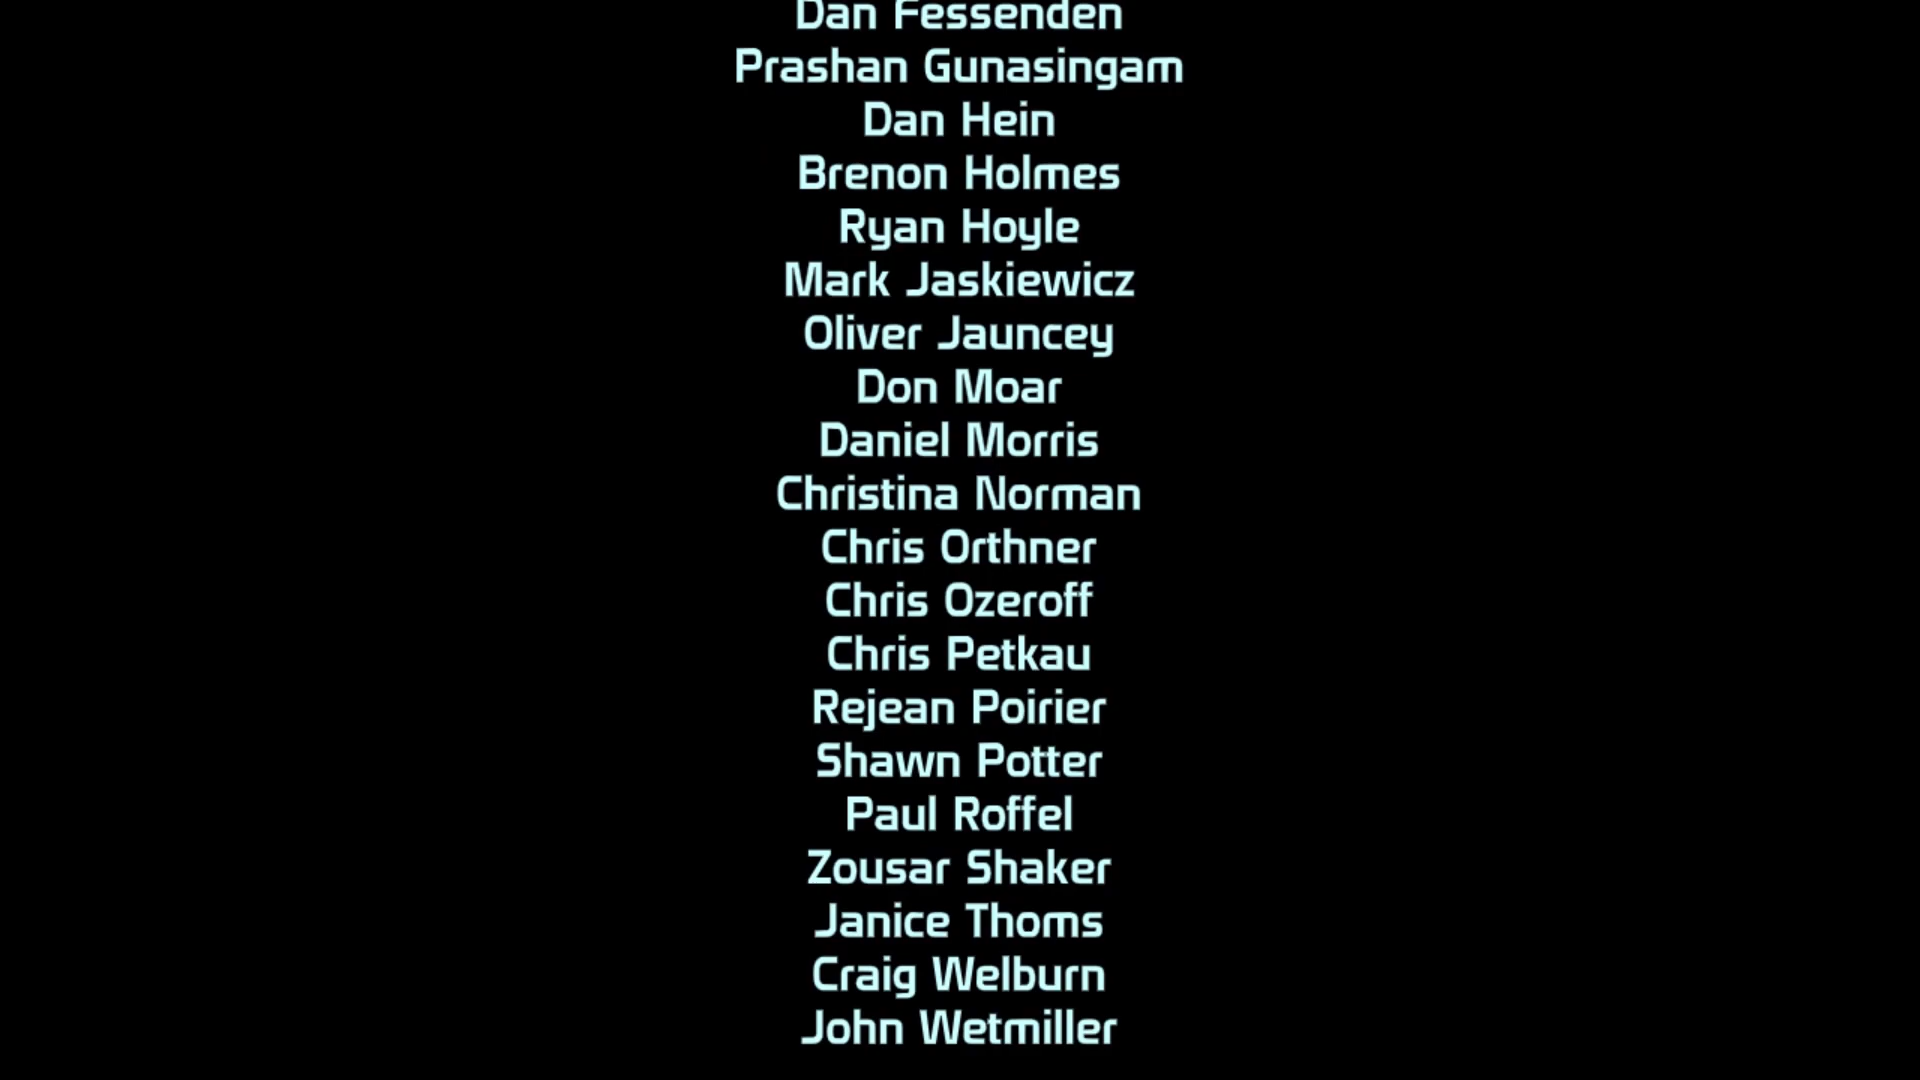 Dan Fessenden
Prashan Gunasingam
Dan Hein
Brenon Holmes
Ryan Hoyle
Mark Jaskiewicz
Oliver Jauncey
Don Moar
Daniel Morris
Christina Norman
Chris Orthner
Chris Ozeroff
Chris Petkau
Rejean Poirier
Shawn Potter
Paul Roffel
Zousar Shaker
Janice Thoms
Craig Welburn
John Wetmiller